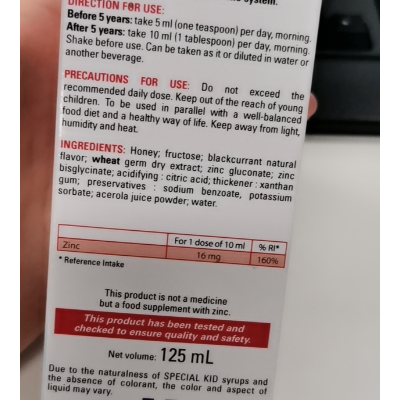 system.
DIRECTION FOR USE:
Before 5 years: take 5 ml (one teaspoon) per day, morning.
After 5 years: take 10 ml (1 tablespoon) per day, morning.
Shake before use. Can be taken as it or diluted in water or
another beverage.
PRECAUTIONS FOR USE: Do not exceed the
recommended daily dose. Keep out of the reach of young
children. To be used in parallel with a well-balanced
food diet and a healthy way of life. Keep away from light,
humidity and heat.
INGREDIENTS: Honey; fructose; blackcurrant natural
flavor; wheat germ dry extract; zinc gluconate; zinc
bisglycinate; acidifying : citric acid; thickener : xanthan
gum; preservatives : sodium benzoate, potassium
sorbate; acerola juice powder; water.
For 1 dose of 10 ml % RI*
Zinc 16 mg 160%
* Reference Intake
This product is not a medicine
but a food supplement with zinc.
This product has been tested and
checked to ensure quality and safety.
Net volume: 125 mL
Due to the naturalness of SPECIAL KID syrups and
the absence of colorant, the color and aspect of
liquid may vary.